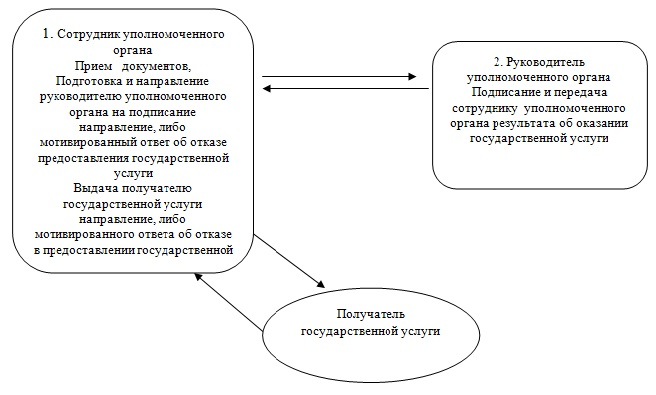 1. Сотрудник уполномоченного
органа
Прием документов,
Подготовка и направление
руководителю уполномоченного
органа на подписание
направление, либо
мотивированный ответ об отказе
предоставления государственной
услуги
Выдача получателю
государственной услуги
направление, либо
мотивированного ответа об отказе
в предоставлении государственной
2. Руководитель
уполномоченного органа
Подписание и передача
сотруднику уполномоченного
органа результата об оказании
государственной услуги
Получатель
государственной услуги